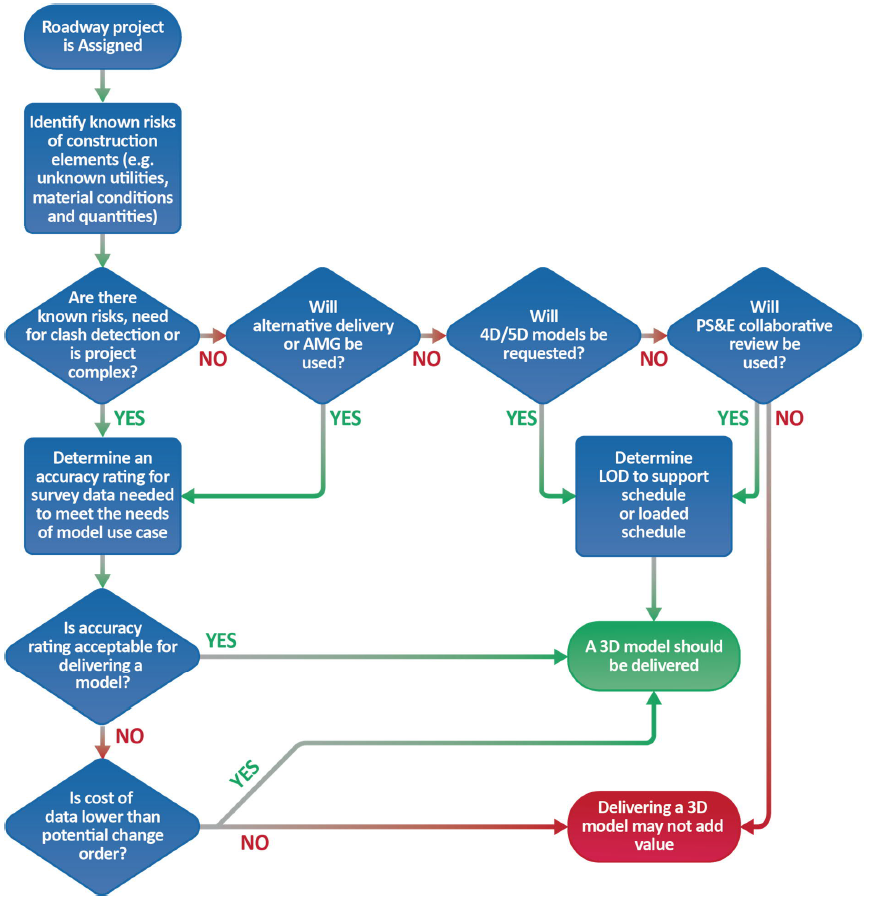 Roadway project
is Assigned
Identify known risks
of construction
elements (e.g.
unknown utilities,
material conditions
and quantities)
Are there
known risks, need
for clash detection or
is project
complex?
NO
Will
alternative delivery
or AMG be
used?
NO
Will
4D/5D models be
requested?
NO
Will
PS&E collaborative
review be
used?
YES
YES
YES
YES
NO
Determine an
accuracy rating for
survey data needed
to meet the needs
of model use case
Determine
LOD to support
schedule
or loaded
schedule
Is accuracy
rating acceptable for
delivering a
model?
YES
A 3D model should
be delivered
NO
YES
Is cost of
data lower than
potential change
order?
NO
Delivering a 3D
model may not add
value